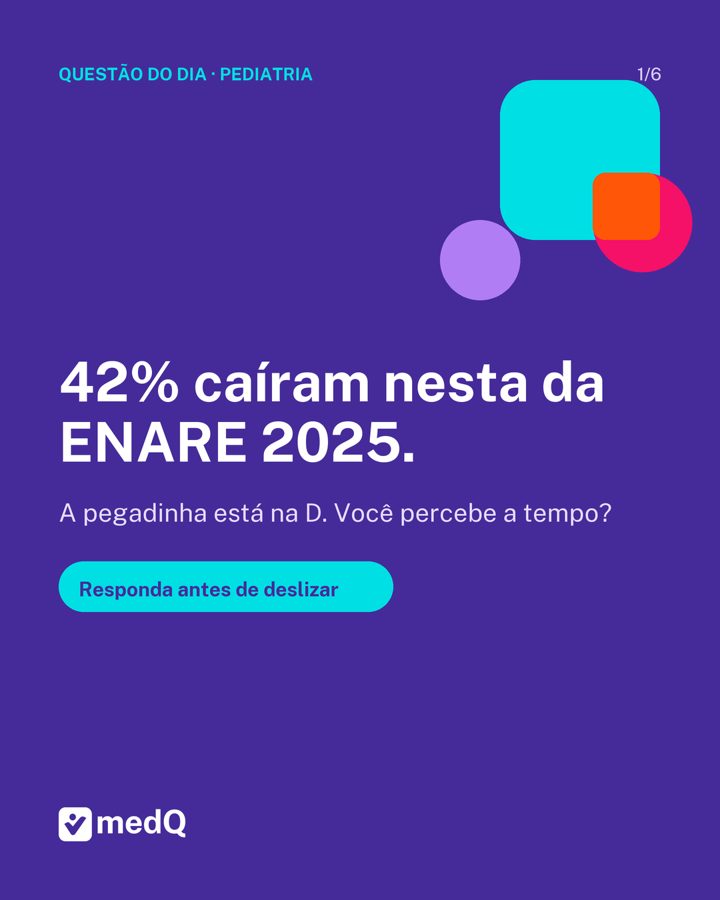 QUESTÃO DO DIA · PEDIATRIA
1/6
42% caíram nesta da
ENARE 2025.
A pegadinha está na D. Você percebe a tempo?
Responda antes de deslizar
medQ